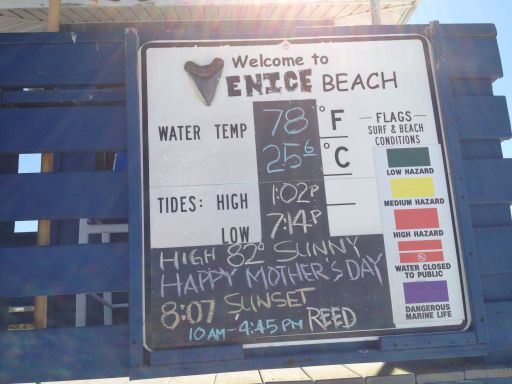 Welcome to
VENICE BEACH
WATER TEMP 78 °F
25.6 °C
TIDES: HIGH 1:02P
LOW 7:14P
HIGH 82° SUNNY
HAPPY MOTHER'S DAY
8:07 SUNSET
10AM-4:45PM REED
FLAGS
SURF & BEACH
CONDITIONS
LOW HAZARD
MEDIUM HAZARD
HIGH HAZARD
WATER CLOSED
TO PUBLIC
DANGEROUS
MARINE LIFE